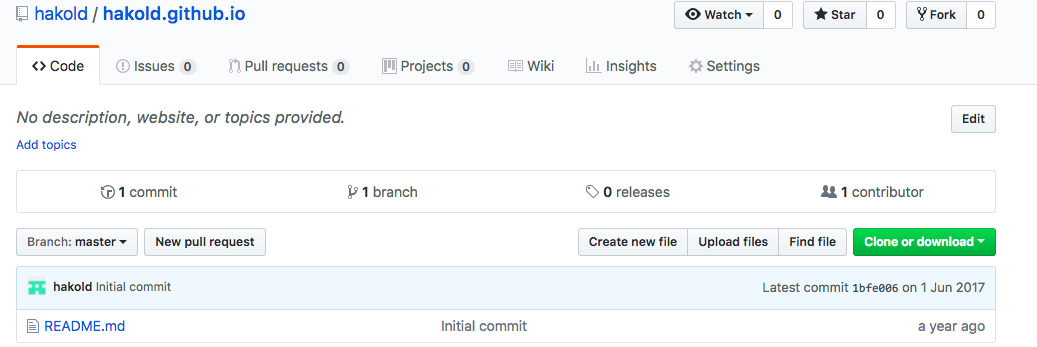 hakold / hakold.github.io Watch 0 Star 0 Fork 0
Code Issues 0 Pull requests 0 Projects 0 Wiki Insights Settings
No description, website, or topics provided. Edit
Add topics
1 commit 1 branch 0 releases 1 contributor
Branch: master New pull request Create new file Upload files Find file Clone or download
hakold Initial commit Latest commit 1bfe006 on 1 Jun 2017
README.md Initial commit a year ago